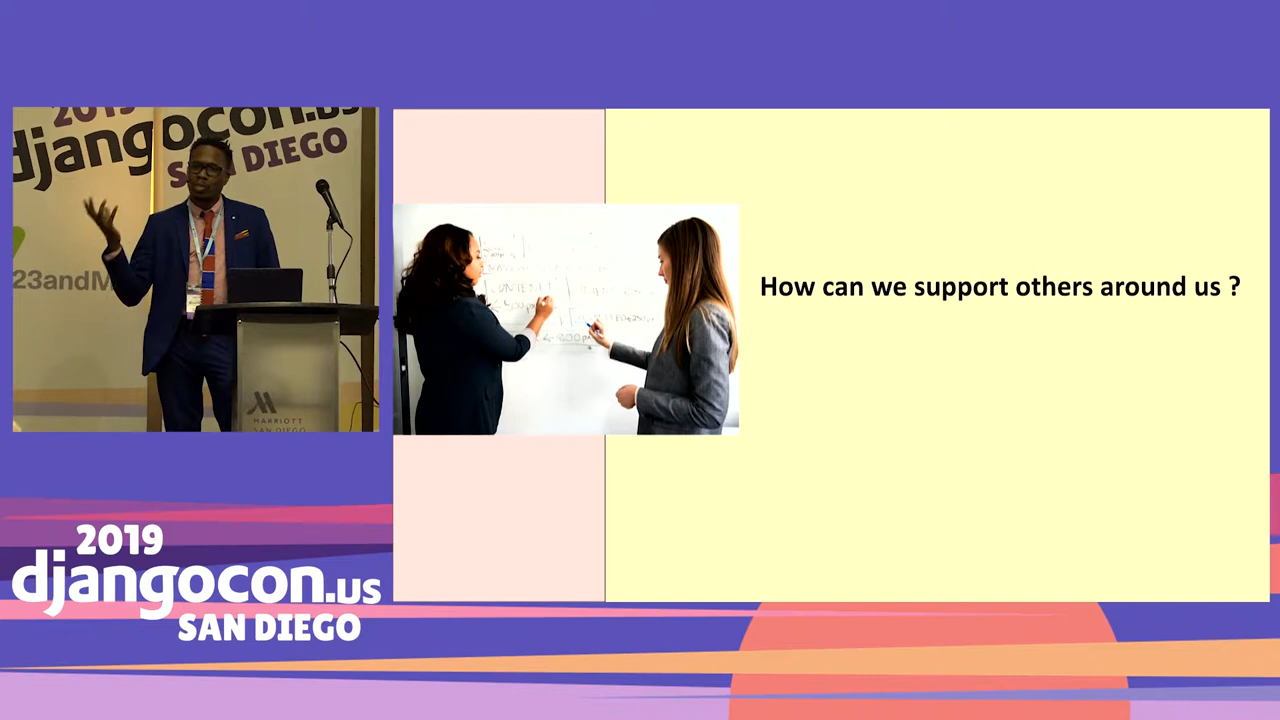 2019
djangocon.us
SAN DIEGO
23andM
MARRIOTT
SAN DIEGO
CONTENT
How can we support others around us ?
2019
djangocon.us
SAN DIEGO